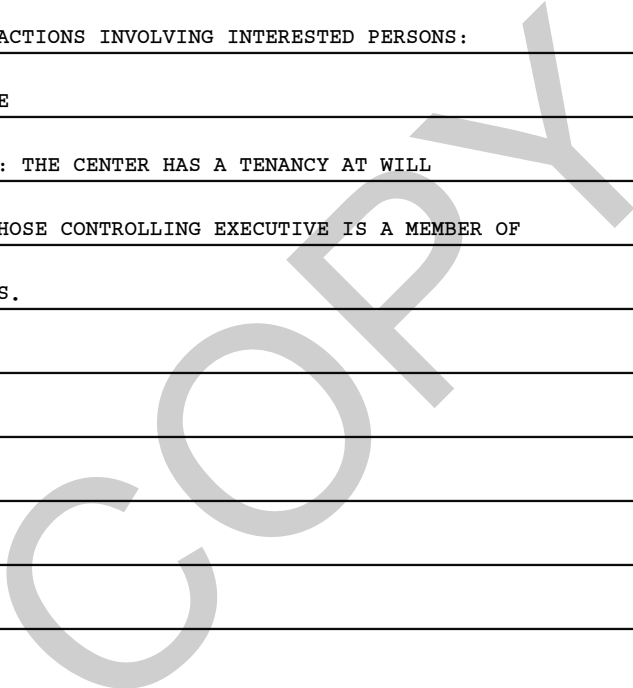 ACTIONS INVOLVING INTERESTED PERSONS:
E
: THE CENTER HAS A TENANCY AT WILL
HOSE CONTROLLING EXECUTIVE IS A MEMBER OF
S.
COPY